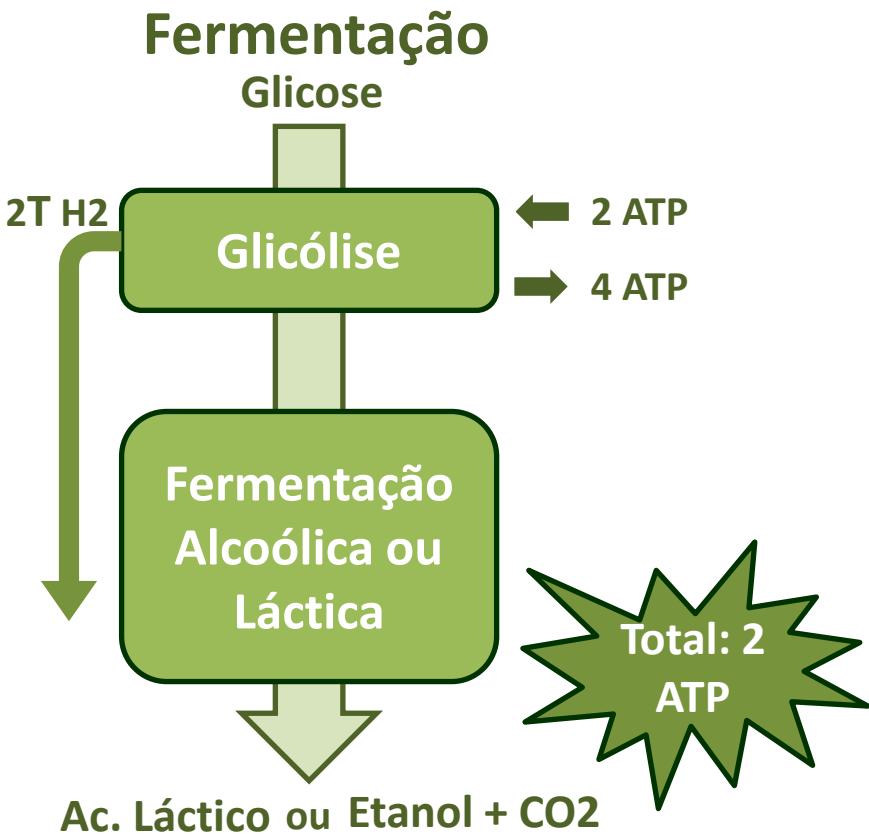 Fermentação
Glicose
2T H2
2 ATP
Glicólise
4 ATP
Fermentação
Alcoólica ou
Láctica
Total: 2
ATP
Ac. Láctico ou Etanol + CO2